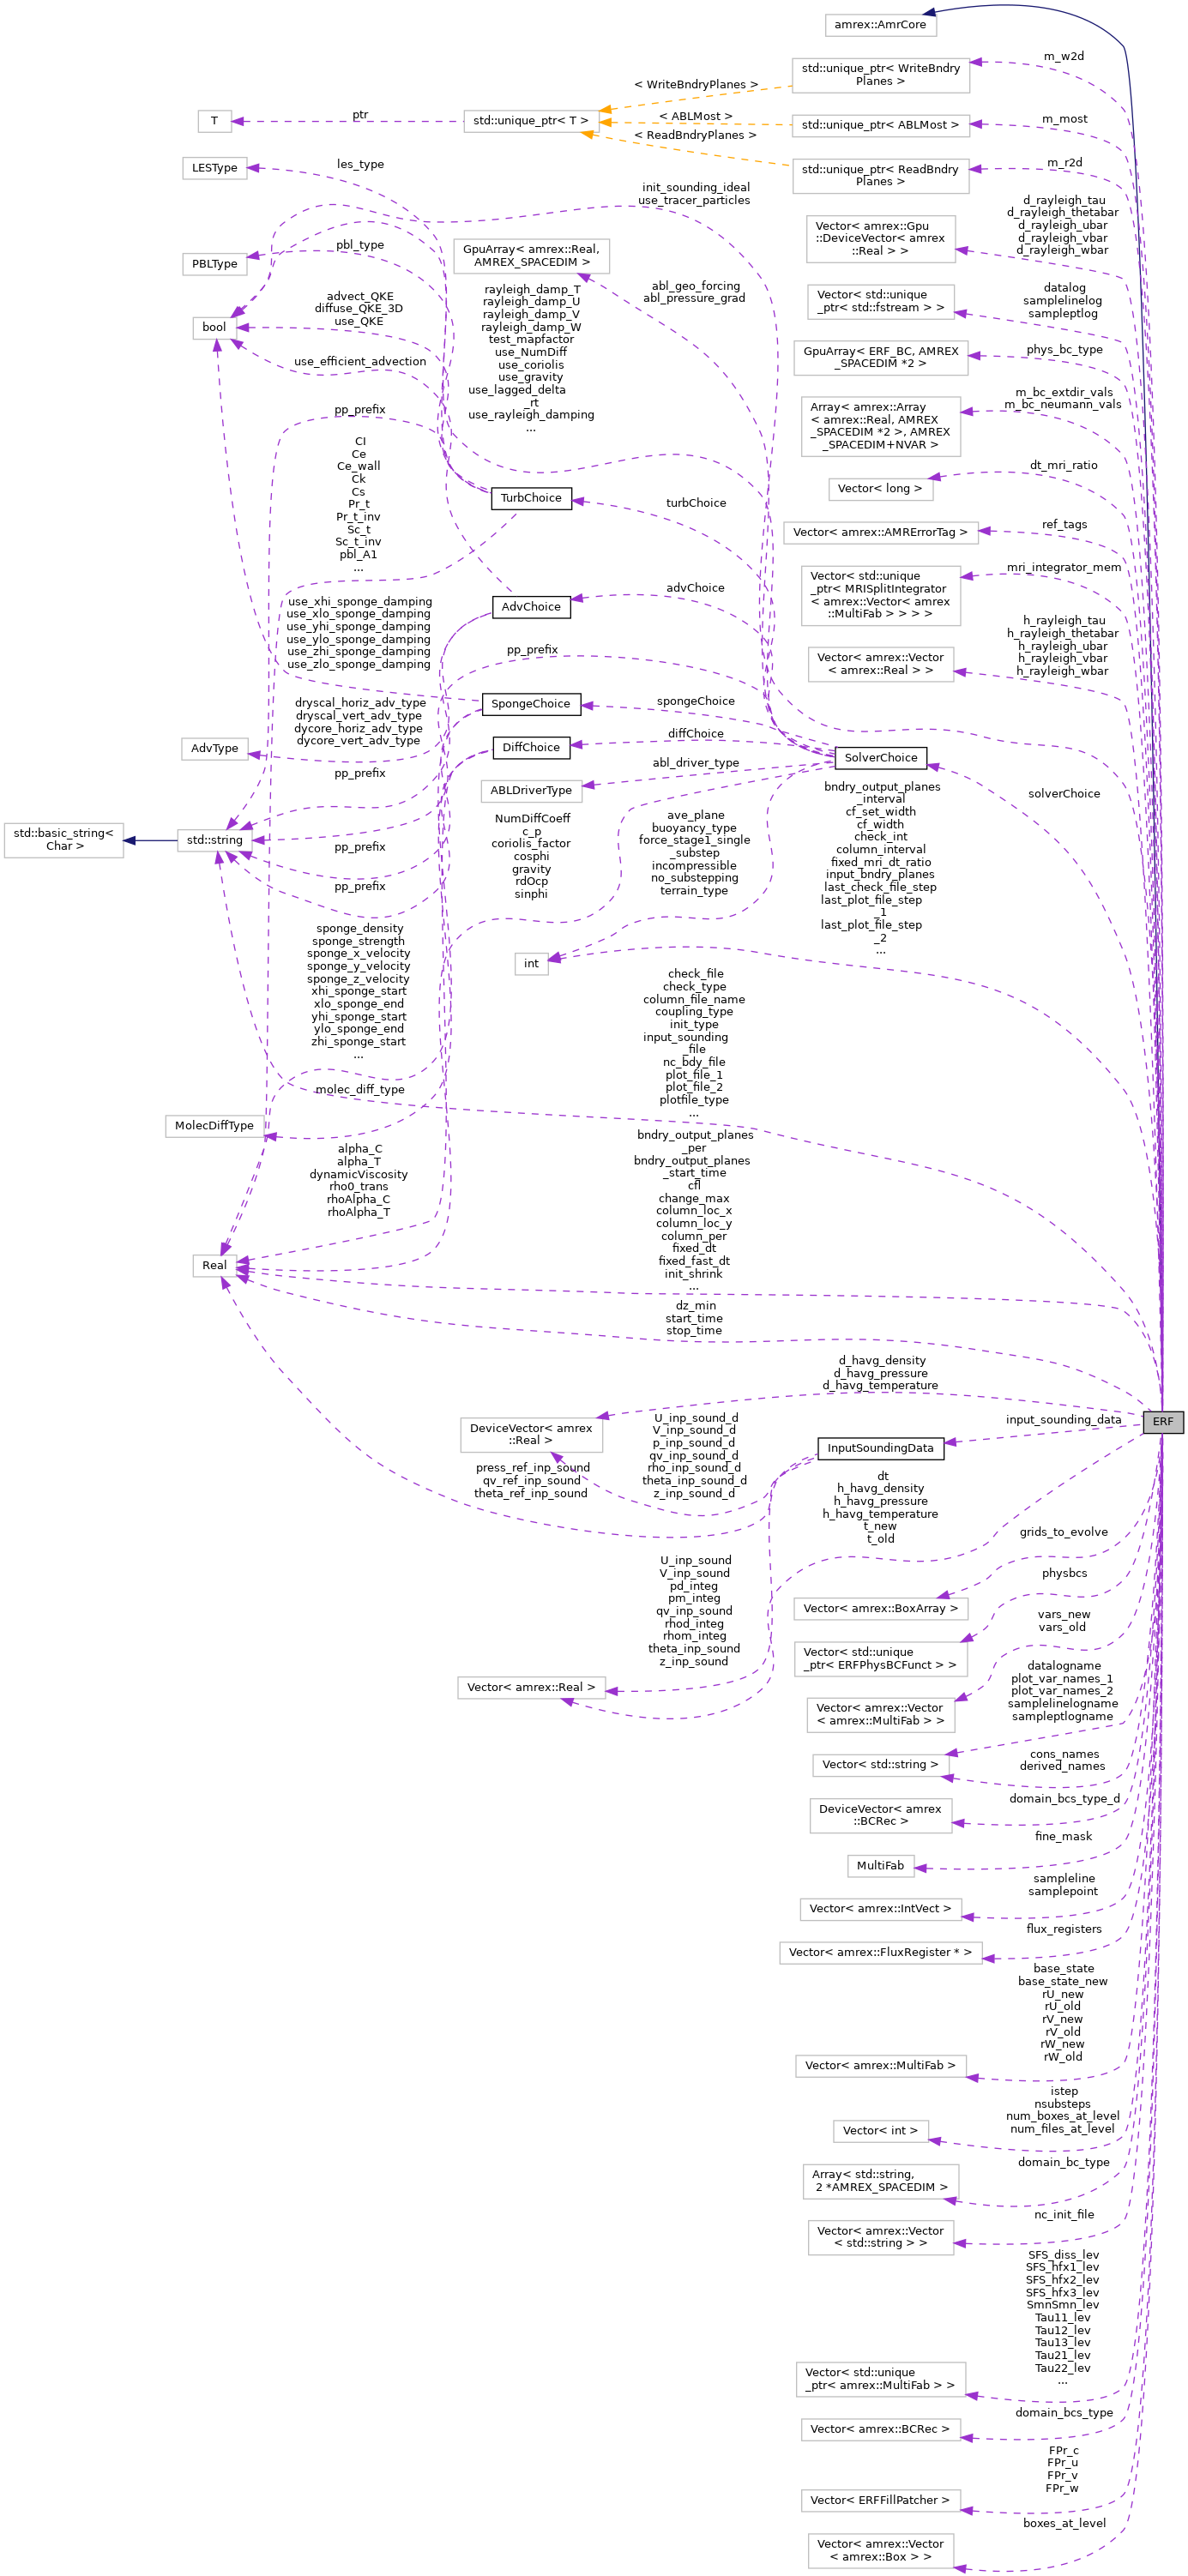 amrex::AmrCore
m_w2d
std::unique_ptr< WriteBndry
Planes >
< WriteBndryPlanes >
ptr
T
std::unique_ptr< T >
< ABLMost >
std::unique_ptr< ABLMost >
m_most
< ReadBndryPlanes >
les_type
LESType
std::unique_ptr< ReadBndry
Planes >
m_r2d
init_sounding_ideal
use_tracer_particles
d_rayleigh_tau
d_rayleigh_thetabar
d_rayleigh_ubar
d_rayleigh_vbar
d_rayleigh_wbar
Vector< amrex::Gpu
::DeviceVector< amrex
::Real > >
pbl_type
PBLType
GpuArray< amrex::Real,
AMREX_SPACEDIM >
abl_geo_forcing
abl_pressure_grad
datalog
samplelinelog
sampleptlog
Vector< std::unique
_ptr< std::fstream > >
advect_QKE
diffuse_QKE_3D
use_QKE
bool
use_efficient_advection
rayleigh_damp_T
rayleigh_damp_U
rayleigh_damp_V
rayleigh_damp_W
test_mapfactor
use_NumDiff
use_coriolis
use_gravity
use_lagged_delta
_rt
use_rayleigh_damping
...
GpuArray< ERF_BC, AMREX
_SPACEDIM *2 >
phys_bc_type
m_bc_extdir_vals
m_bc_neumann_vals
Array< amrex::Array
< amrex::Real, AMREX
_SPACEDIM *2 >, AMREX
_SPACEDIM+NVAR >
pp_prefix
CI
Ce
Ce_wall
Ck
Cs
Pr_t
Pr_t_inv
Sc_t
Sc_t_inv
pbl_A1
...
dt_mri_ratio
Vector< long >
TurbChoice
turbChoice
ref_tags
Vector< amrex::AMRErrorTag >
mri_integrator_mem
Vector< std::unique
_ptr< MRISplitIntegrator
< amrex::Vector< amrex
::MultiFab > > > >
AdvChoice
advChoice
use_xhi_sponge_damping
use_xlo_sponge_damping
use_yhi_sponge_damping
use_ylo_sponge_damping
use_zhi_sponge_damping
use_zlo_sponge_damping
pp_prefix
h_rayleigh_tau
h_rayleigh_thetabar
h_rayleigh_ubar
h_rayleigh_vbar
h_rayleigh_wbar
Vector< amrex::Vector
< amrex::Real > >
SpongeChoice
spongeChoice
dryscal_horiz_adv_type
dryscal_vert_adv_type
dycore_horiz_adv_type
dycore_vert_adv_type
AdvType
DiffChoice
diffChoice
SolverChoice
solverChoice
pp_prefix
ABLDriverType
abl_driver_type
std::basic_string<
Char >
std::string
pp_prefix
pp_prefix
NumDiffCoeff
c_p
coriolis_factor
cosphi
gravity
rdOcp
sinphi
ave_plane
buoyancy_type
force_stage1_single
_substep
incompressible
no_substepping
terrain_type
bndry_output_planes
_interval
cf_set_width
cf_width
check_int
column_interval
fixed_mri_dt_ratio
input_bndry_planes
last_check_file_step
last_plot_file_step
_1
last_plot_file_step
_2
...
int
sponge_density
sponge_strength
sponge_x_velocity
sponge_y_velocity
sponge_z_velocity
xhi_sponge_start
xlo_sponge_end
yhi_sponge_start
ylo_sponge_end
zhi_sponge_start
...
check_file
check_type
column_file_name
coupling_type
init_type
input_sounding
_file
nc_bdy_file
plot_file_1
plot_file_2
plotfile_type
...
molec_diff_type
MolecDiffType
alpha_C
alpha_T
dynamicViscosity
rho0_trans
rhoAlpha_C
rhoAlpha_T
bndry_output_planes
_per
bndry_output_planes
_start_time
cfl
change_max
column_loc_x
column_loc_y
column_per
fixed_dt
fixed_fast_dt
init_shrink
...
Real
dz_min
start_time
stop_time
d_havg_density
d_havg_pressure
d_havg_temperature
DeviceVector< amrex
::Real >
U_inp_sound_d
V_inp_sound_d
p_inp_sound_d
qv_inp_sound_d
rho_inp_sound_d
theta_inp_sound_d
z_inp_sound_d
InputSoundingData
input_sounding_data
ERF
press_ref_inp_sound
qv_ref_inp_sound
theta_ref_inp_sound
dt
h_havg_density
h_havg_pressure
h_havg_temperature
t_new
t_old
grids_to_evolve
U_inp_sound
V_inp_sound
pd_integ
pm_integ
qv_inp_sound
rhod_integ
rhom_integ
theta_inp_sound
z_inp_sound
Vector< amrex::Real >
Vector< amrex::BoxArray >
physbcs
Vector< std::unique
_ptr< ERFPhysBCFunct > >
vars_new
vars_old
Vector< amrex::Vector
< amrex::MultiFab > >
datalogname
plot_var_names_1
plot_var_names_2
samplelinelogname
sampleptlogname
Vector< std::string >
cons_names
derived_names
DeviceVector< amrex
::BCRec >
domain_bcs_type_d
fine_mask
MultiFab
sampleline
samplepoint
Vector< amrex::IntVect >
flux_registers
Vector< amrex::FluxRegister * >
base_state
base_state_new
rU_new
rU_old
rV_new
rV_old
rW_new
rW_old
Vector< amrex::MultiFab >
istep
nsubsteps
num_boxes_at_level
num_files_at_level
Vector< int >
domain_bc_type
Array< std::string,
2 *AMREX_SPACEDIM >
nc_init_file
Vector< amrex::Vector
< std::string > >
SFS_diss_lev
SFS_hfx1_lev
SFS_hfx2_lev
SFS_hfx3_lev
SmnSmn_lev
Tau11_lev
Tau12_lev
Tau13_lev
Tau21_lev
Tau22_lev
...
Vector< std::unique
_ptr< amrex::MultiFab > >
domain_bcs_type
Vector< amrex::BCRec >
FPr_c
FPr_u
FPr_v
FPr_w
Vector< ERFFillPatcher >
boxes_at_level
Vector< amrex::Vector
< amrex::Box > >